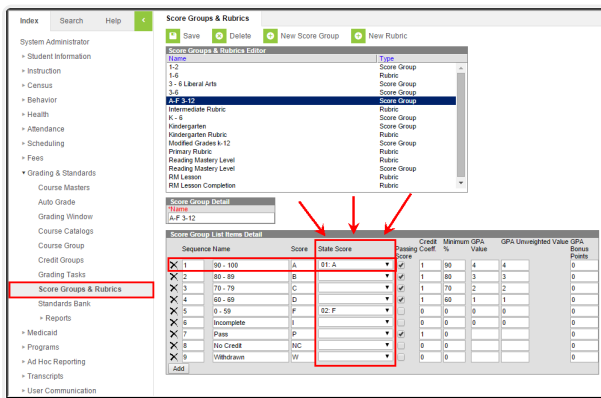 Index Search Help <
System Administrator
Student Information
Instruction
Census
Behavior
Health
Attendance
Scheduling
Fees
Grading & Standards
Course Masters
Auto Grade
Grading Window
Course Catalogs
Course Group
Credit Groups
Grading Tasks
Score Groups & Rubrics
Standards Bank
Reports
Medicaid
Programs
Ad Hoc Reporting
Transcripts
User Communication
Score Groups & Rubrics
Save Delete New Score Group New Rubric
Score Groups & Rubrics Editor
Name Type
1-2 Score Group
1-6 Rubric
3 - 6 Liberal Arts Score Group
3-6 Score Group
A-F 3-12 Score Group
Intermediate Rubric Rubric
K - 6 Score Group
Kindergarten Score Group
Kindergarten Rubric Rubric
Modified Grades k-12 Score Group
Primary Rubric Rubric
Reading Mastery Level Rubric
Reading Mastery Level Score Group
RM Lesson Rubric
RM Lesson Completion Rubric
Score Group Detail
*Name
A-F 3-12
Score Group List Items Detail
Sequence Name Score State Score Passing Score Credit Coeff. Minimum % GPA Value GPA Unweighted Value GPA Bonus Points
1 90 - 100 A 01: A 1 90 4 4 0
2 80 - 89 B 1 80 3 3 0
3 70 - 79 C 1 70 2 2 0
4 60 - 69 D 1 60 1 1 0
5 0 - 59 F 02: F 0 0 0 0 0
6 Incomplete I 0 0 0 0 0
7 Pass P 1 0 0
8 No Credit NC 0 0 0
9 Withdrawn W 0 0 0
Add